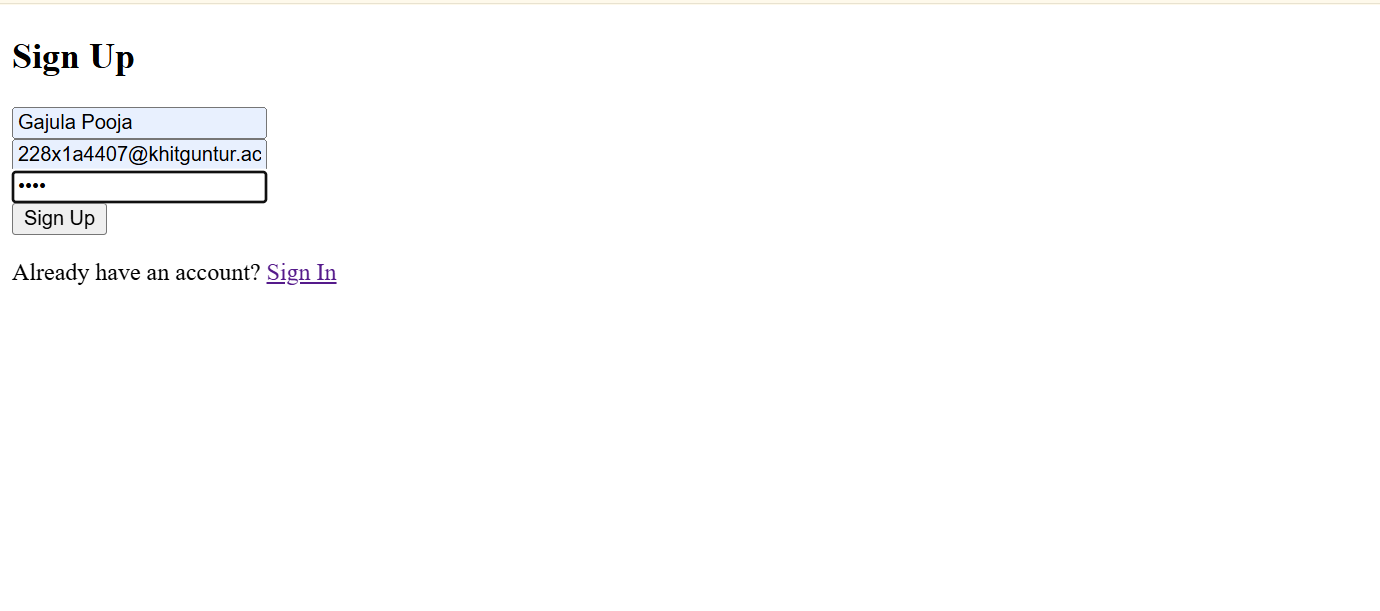 Sign Up
Gajula Pooja
228x1a4407@khitguntur.ac
••••
Sign Up
Already have an account? Sign In